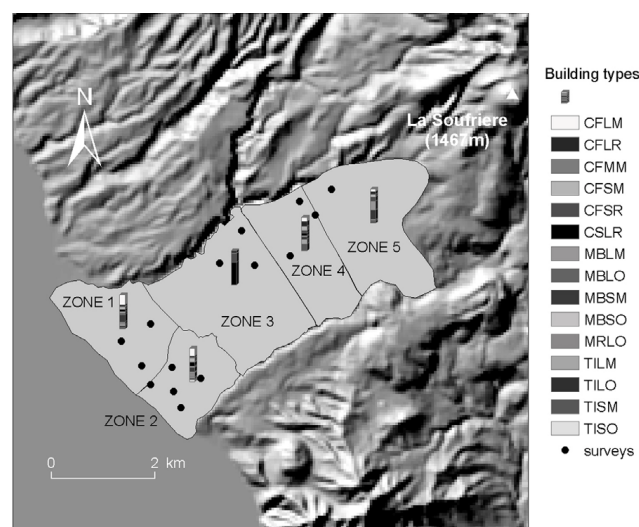 N
La Soufriere
(1467m)
ZONE 5
ZONE 4
ZONE 3
ZONE 1
ZONE 2
0 2 km
Building types
CFLM
CFLR
CFMM
CFSM
CFSR
CSLR
MBLM
MBLO
MBSM
MBSO
MRLO
TILM
TILO
TISM
TISO
surveys